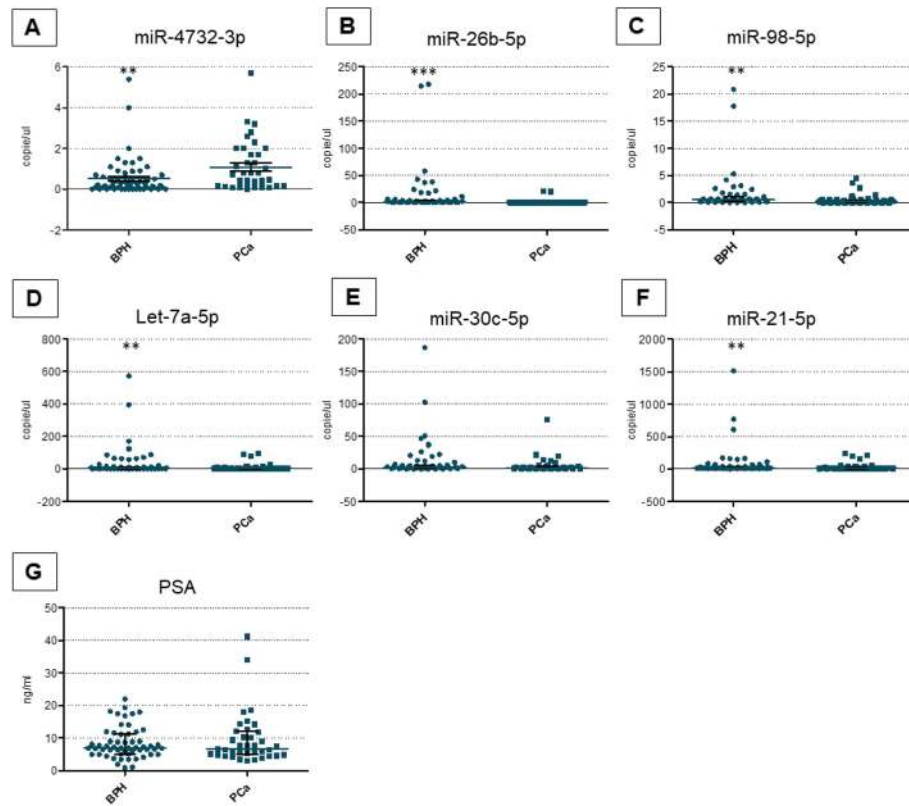 A
miR-4732-3p
**
copie/ul
6
4
2
0
-2
BPH
PCa
B
miR-26b-5p
***
copie/ul
250
200
150
100
50
0
-50
BPH
PCa
C
miR-98-5p
**
copie/ul
25
20
15
10
5
0
5
BPH
PCa
D
Let-7a-5p
**
copie/ul
800
600
400
200
0
-200
BPH
PCa
E
miR-30c-5p
copie/ul
200
150
100
50
0
-50
BPH
PCa
F
miR-21-5p
**
copie/ul
2000
1500
1000
500
0
-500
BPH
PCa
G
PSA
ng/ml
50
40
30
20
10
0
BPH
PCa